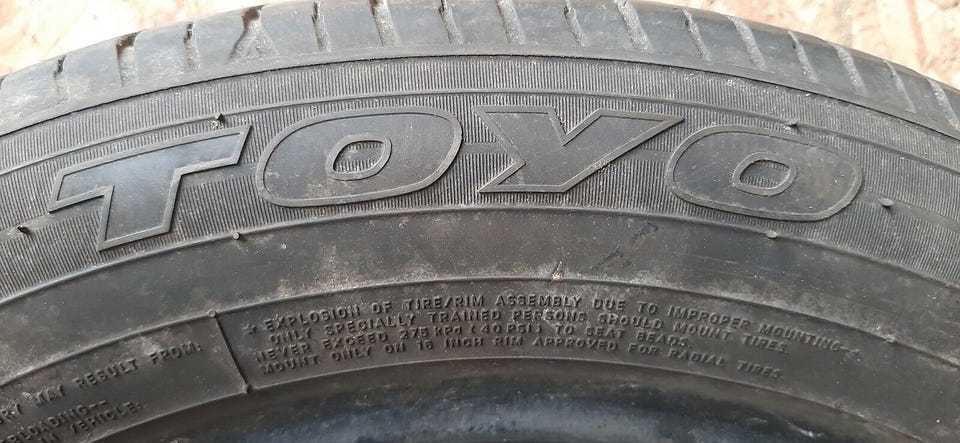 TOYO
* EXPLOSION OF TIRE/RIM ASSEMBLY DUE TO IMPROPER MOUNTING--
ONLY SPECIALLY TRAINED PERSONS SHOULD MOUNT TIRES.
NEVER EXCEED 275 KPa (40 PSI) TO SEAT BEADS.
MOUNT ONLY ON 16 INCH RIM APPROVED FOR RADIAL TIRES
MAY RESULT FROM:
VEHICLE: